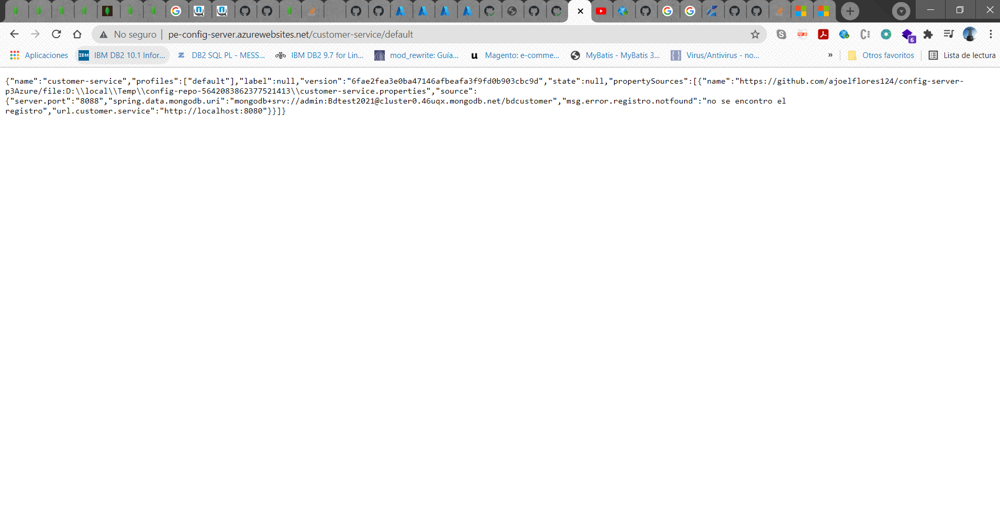 No seguro | pe-config-server.azurewebsites.net/customer-service/default
6
Aplicaciones IBM IBM DB2 10.1 Infor... Z DB2 SQL PL - MESS... IBM DB2 9.7 for Lin... mod_rewrite: Guía... u Magento: e-comme... MyBatis - MyBatis 3... Virus/Antivirus - no... » Otros favoritos Lista de lectura
{"name":"customer-service","profiles":["default"],"label":null,"version":"6fae2fea3e0ba47146afbeafa3f9fd0b903cbc9d","state":null,"propertySources":[{"name":"https://github.com/ajoelflores124/config-server-
p3Azure/file:D:\\local\\Temp\\config-repo-5642083862377521413\\customer-service.properties","source":
{"server.port":"8088","spring.data.mongodb.uri":"mongodb+srv://admin:Bdtest2021@cluster0.46uqx.mongodb.net/bdcustomer","msg.error.registro.notfound":"no se encontro el
registro","url.customer.service":"http://localhost:8080"}}]}